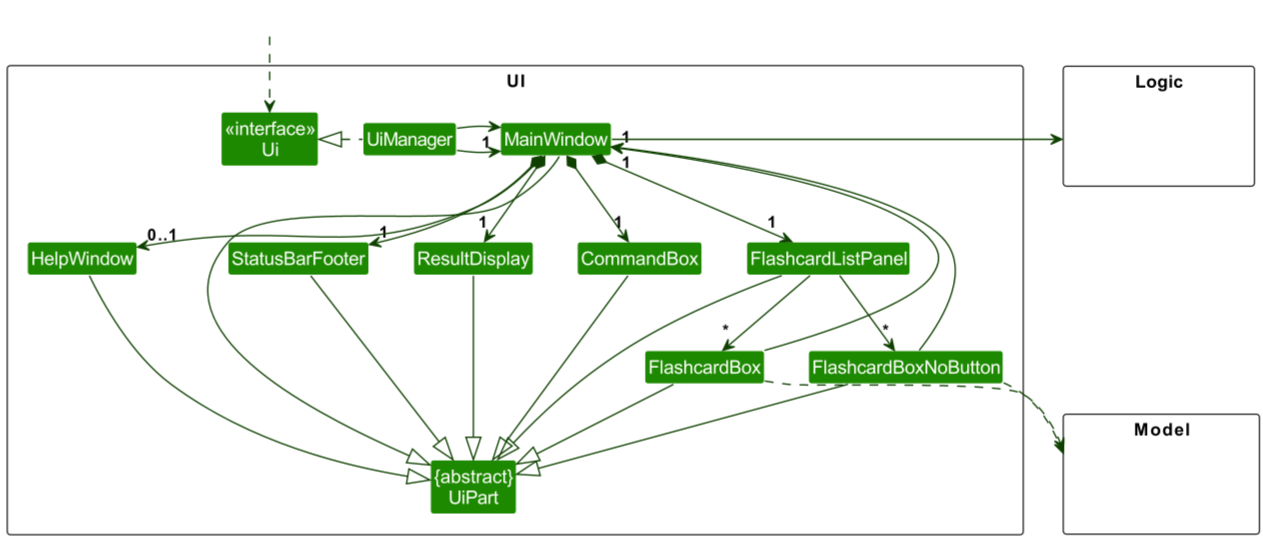 UI
Logic
«interface»
Ui
UiManager
1
MainWindow
1
1
0..1
1
1
1
1
HelpWindow
StatusBarFooter
ResultDisplay
CommandBox
FlashcardListPanel
*
*
FlashcardBox
FlashcardBoxNoButton
Model
{abstract}
UiPart